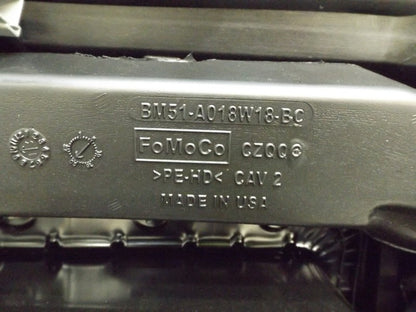 BM51-A018W18-BC
FoMoCo CZQC®
>PE-HD< CAV 2
MADE IN USA